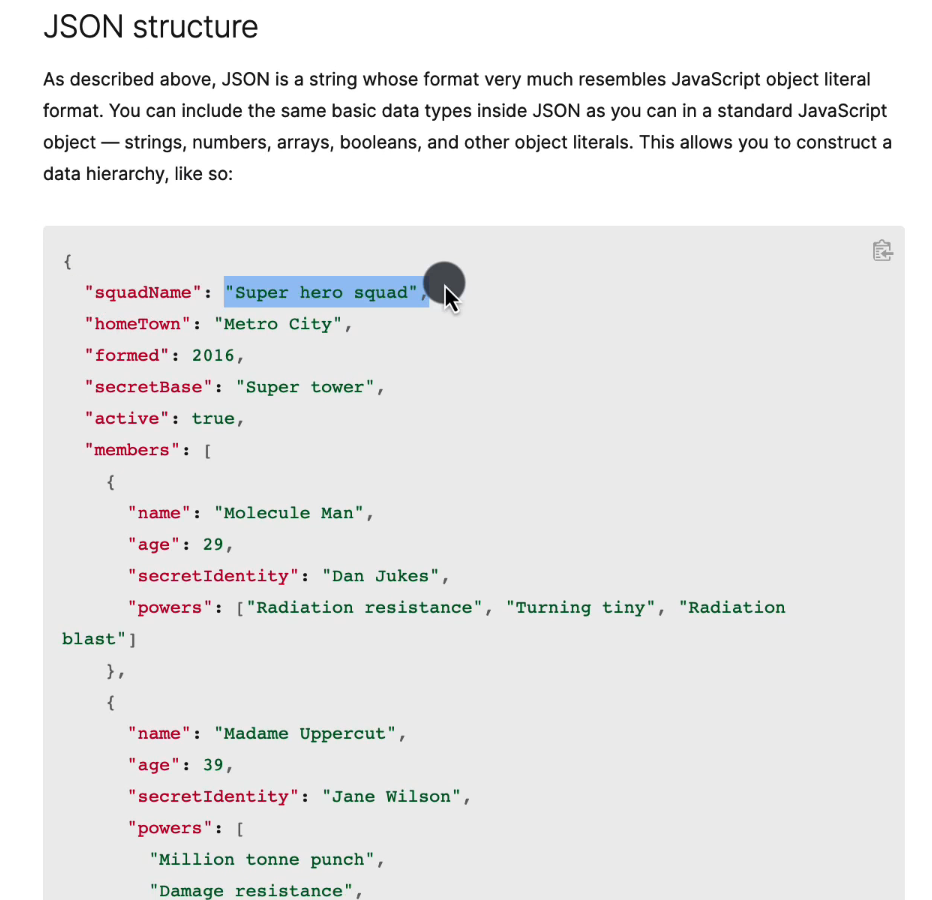 JSON structure
As described above, JSON is a string whose format very much resembles JavaScript object literal
format. You can include the same basic data types inside JSON as you can in a standard JavaScript
object — strings, numbers, arrays, booleans, and other object literals. This allows you to construct a
data hierarchy, like so:
{
  "squadName": "Super hero squad",
  "homeTown": "Metro City",
  "formed": 2016,
  "secretBase": "Super tower",
  "active": true,
  "members": [
    {
      "name": "Molecule Man",
      "age": 29,
      "secretIdentity": "Dan Jukes",
      "powers": ["Radiation resistance", "Turning tiny", "Radiation
blast"]
    },
    {
      "name": "Madame Uppercut",
      "age": 39,
      "secretIdentity": "Jane Wilson",
      "powers": [
        "Million tonne punch",
        "Damage resistance",